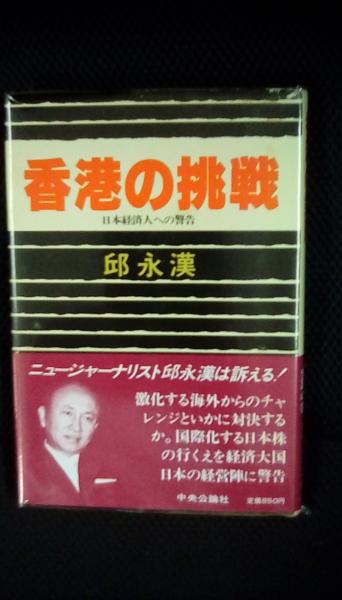 香港の挑戦
日本経済人への警告
邱永漢
ニュージャーナリスト邱永漢は訴える!
激化する海外からのチャ
レンジといかに対決する
か。国際化する日本株
の行くえを経済大国
日本の経営陣に警告
中央公論社
定価850円